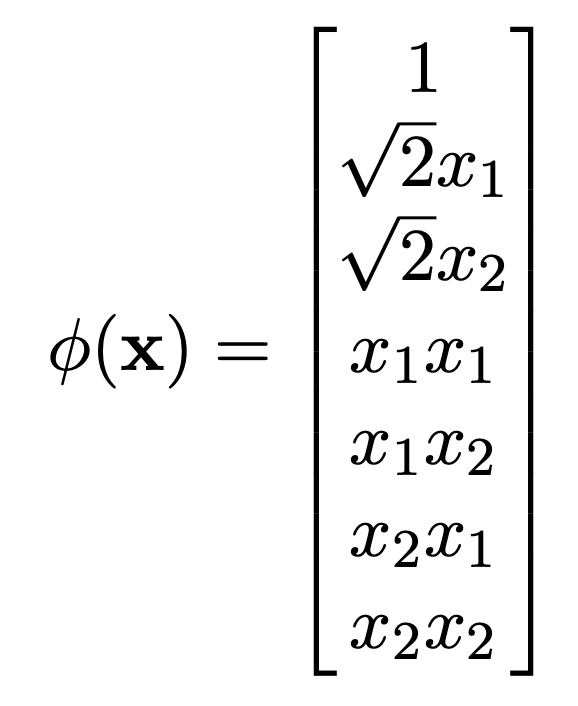 1
√2x₁
√2x₂
ϕ(𝐱) = x₁x₁
x₁x₂
x₂x₁
x₂x₂